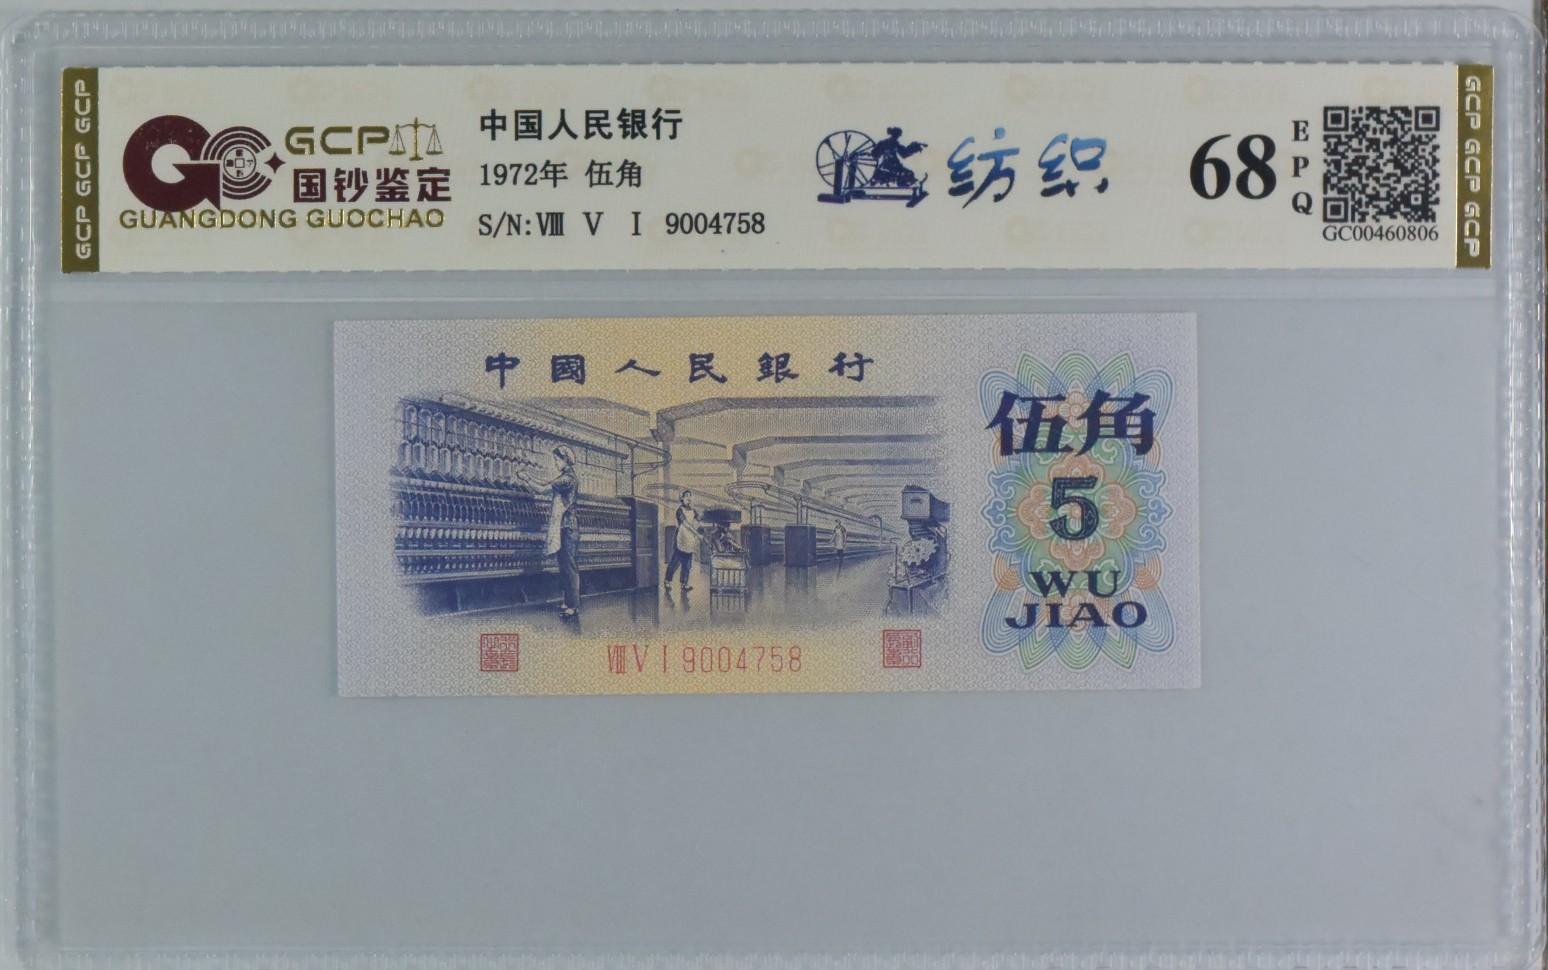 GCP GCP GCP
GCP
国钞鉴定
GUANGDONG GUOCHAO
中国人民银行
1972年 伍角
S/N:Ⅷ Ⅴ Ⅰ 9004758
纺织
68
EPQ
GC00460806
GCP GCP GCP
中國人民銀行
伍角
5
WU
JIAO
ⅧⅤⅠ9004758